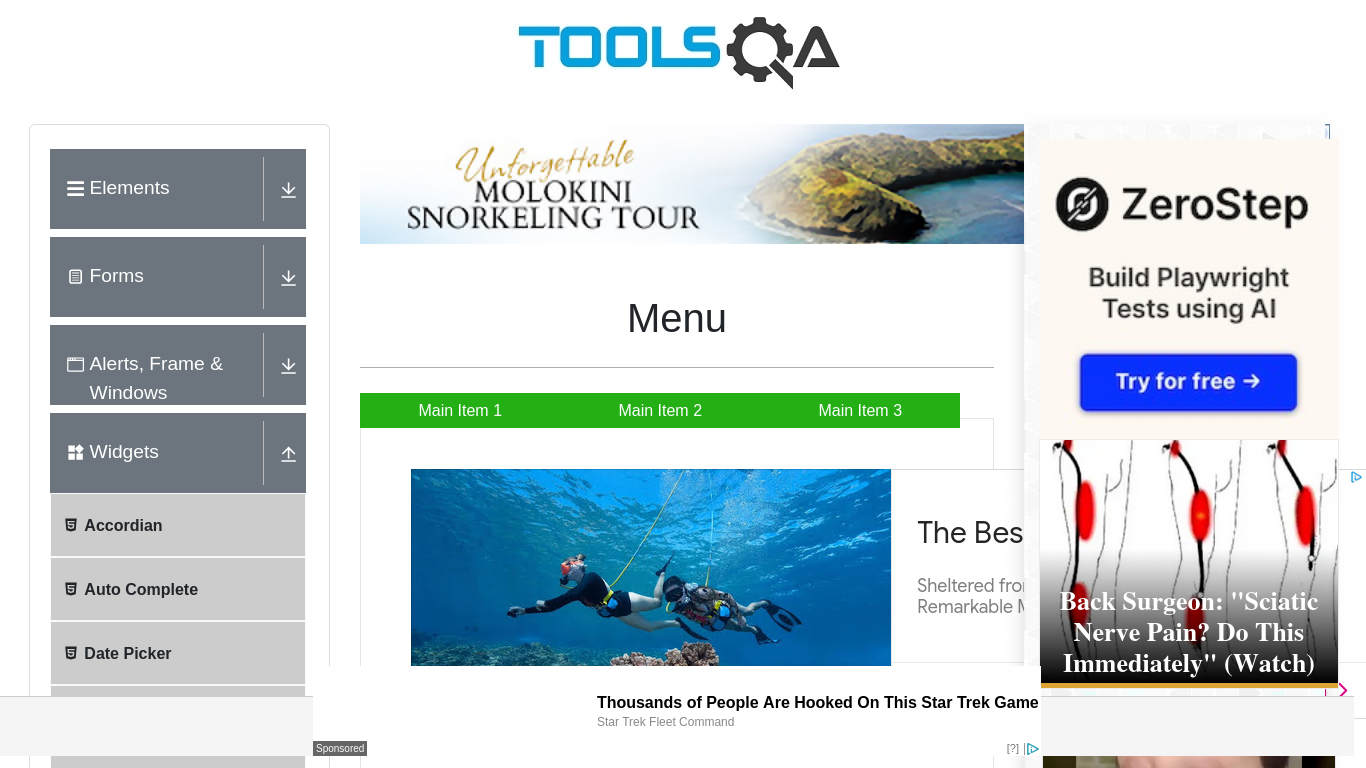 TOOLSQA
Elements
Forms
Alerts, Frame &
Windows
Widgets
Accordian
Auto Complete
Date Picker
Unforgettable
MOLOKINI
SNORKELING TOUR
Menu
Main Item 1
Main Item 2
Main Item 3
The Bes
Sheltered fro
Remarkable M
ZeroStep
Build Playwright
Tests using AI
Try for free →
Back Surgeon: "Sciatic
Nerve Pain? Do This
Immediately" (Watch)
Thousands of People Are Hooked On This Star Trek Game
Star Trek Fleet Command
Sponsored
[?]